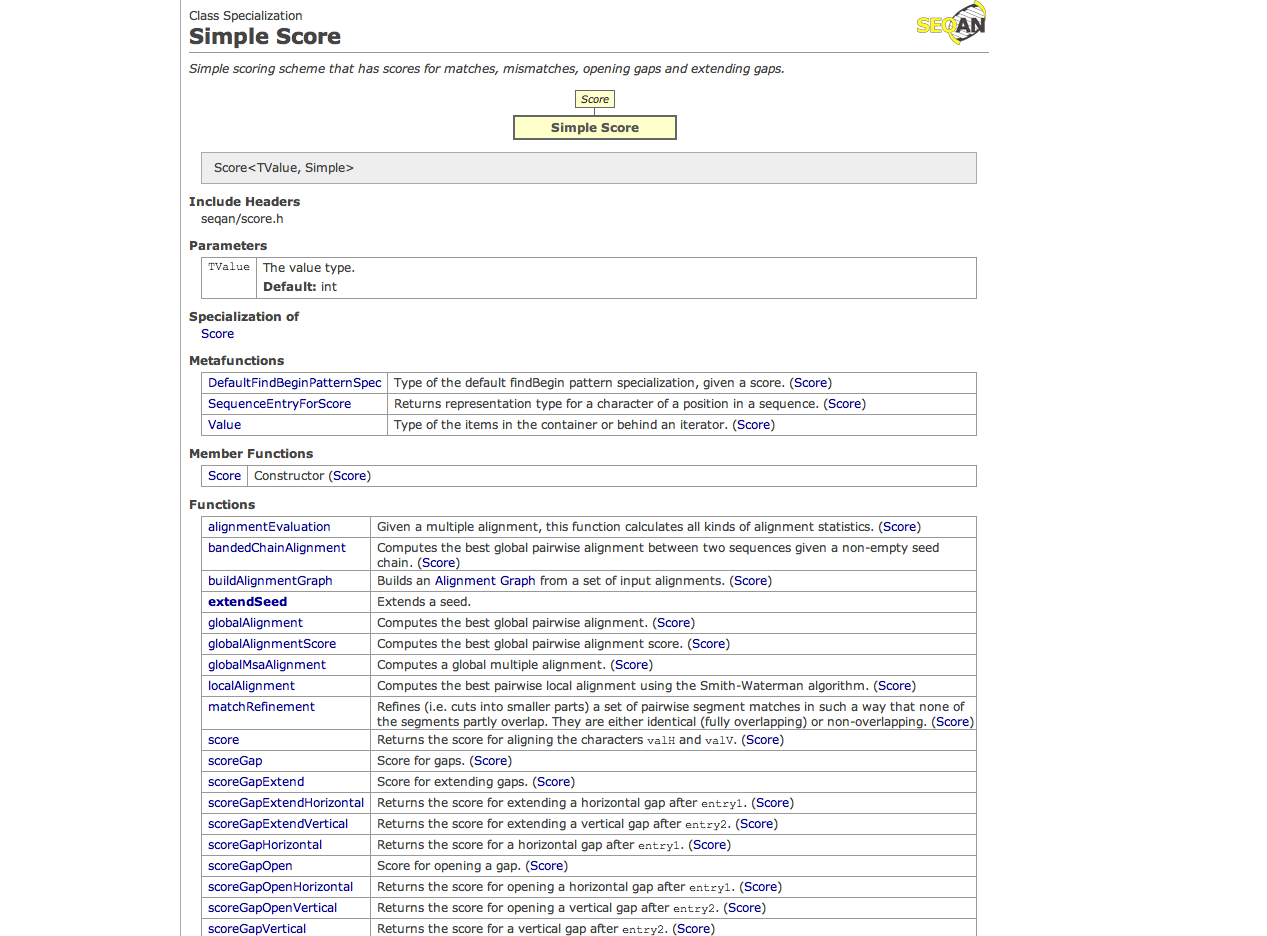 Class Specialization
SEQAN
Simple Score
Simple scoring scheme that has scores for matches, mismatches, opening gaps and extending gaps.
Score
Simple Score
Score<TValue, Simple>
Include Headers
seqan/score.h
Parameters
TValue The value type.
Default: int
Specialization of
Score
Metafunctions
DefaultFindBeginPatternSpec Type of the default findBegin pattern specialization, given a score. (Score)
SequenceEntryForScore Returns representation type for a character of a position in a sequence. (Score)
Value Type of the items in the container or behind an iterator. (Score)
Member Functions
Score Constructor (Score)
Functions
alignmentEvaluation Given a multiple alignment, this function calculates all kinds of alignment statistics. (Score)
bandedChainAlignment Computes the best global pairwise alignment between two sequences given a non-empty seed
chain. (Score)
buildAlignmentGraph Builds an Alignment Graph from a set of input alignments. (Score)
extendSeed Extends a seed.
globalAlignment Computes the best global pairwise alignment. (Score)
globalAlignmentScore Computes the best global pairwise alignment score. (Score)
globalMsaAlignment Computes a global multiple alignment. (Score)
localAlignment Computes the best pairwise local alignment using the Smith-Waterman algorithm. (Score)
matchRefinement Refines (i.e. cuts into smaller parts) a set of pairwise segment matches in such a way that none of
the segments partly overlap. They are either identical (fully overlapping) or non-overlapping. (Score)
score Returns the score for aligning the characters valH and valV. (Score)
scoreGap Score for gaps. (Score)
scoreGapExtend Score for extending gaps. (Score)
scoreGapExtendHorizontal Returns the score for extending a horizontal gap after entry1. (Score)
scoreGapExtendVertical Returns the score for extending a vertical gap after entry2. (Score)
scoreGapHorizontal Returns the score for a horizontal gap after entry1. (Score)
scoreGapOpen Score for opening a gap. (Score)
scoreGapOpenHorizontal Returns the score for opening a horizontal gap after entry1. (Score)
scoreGapOpenVertical Returns the score for opening a vertical gap after entry2. (Score)
scoreGapVertical Returns the score for a vertical gap after entry2. (Score)